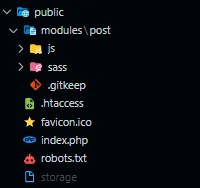 public
modules\post
js
sass
.gitkeep
.htaccess
favicon.ico
index.php
robots.txt
storage